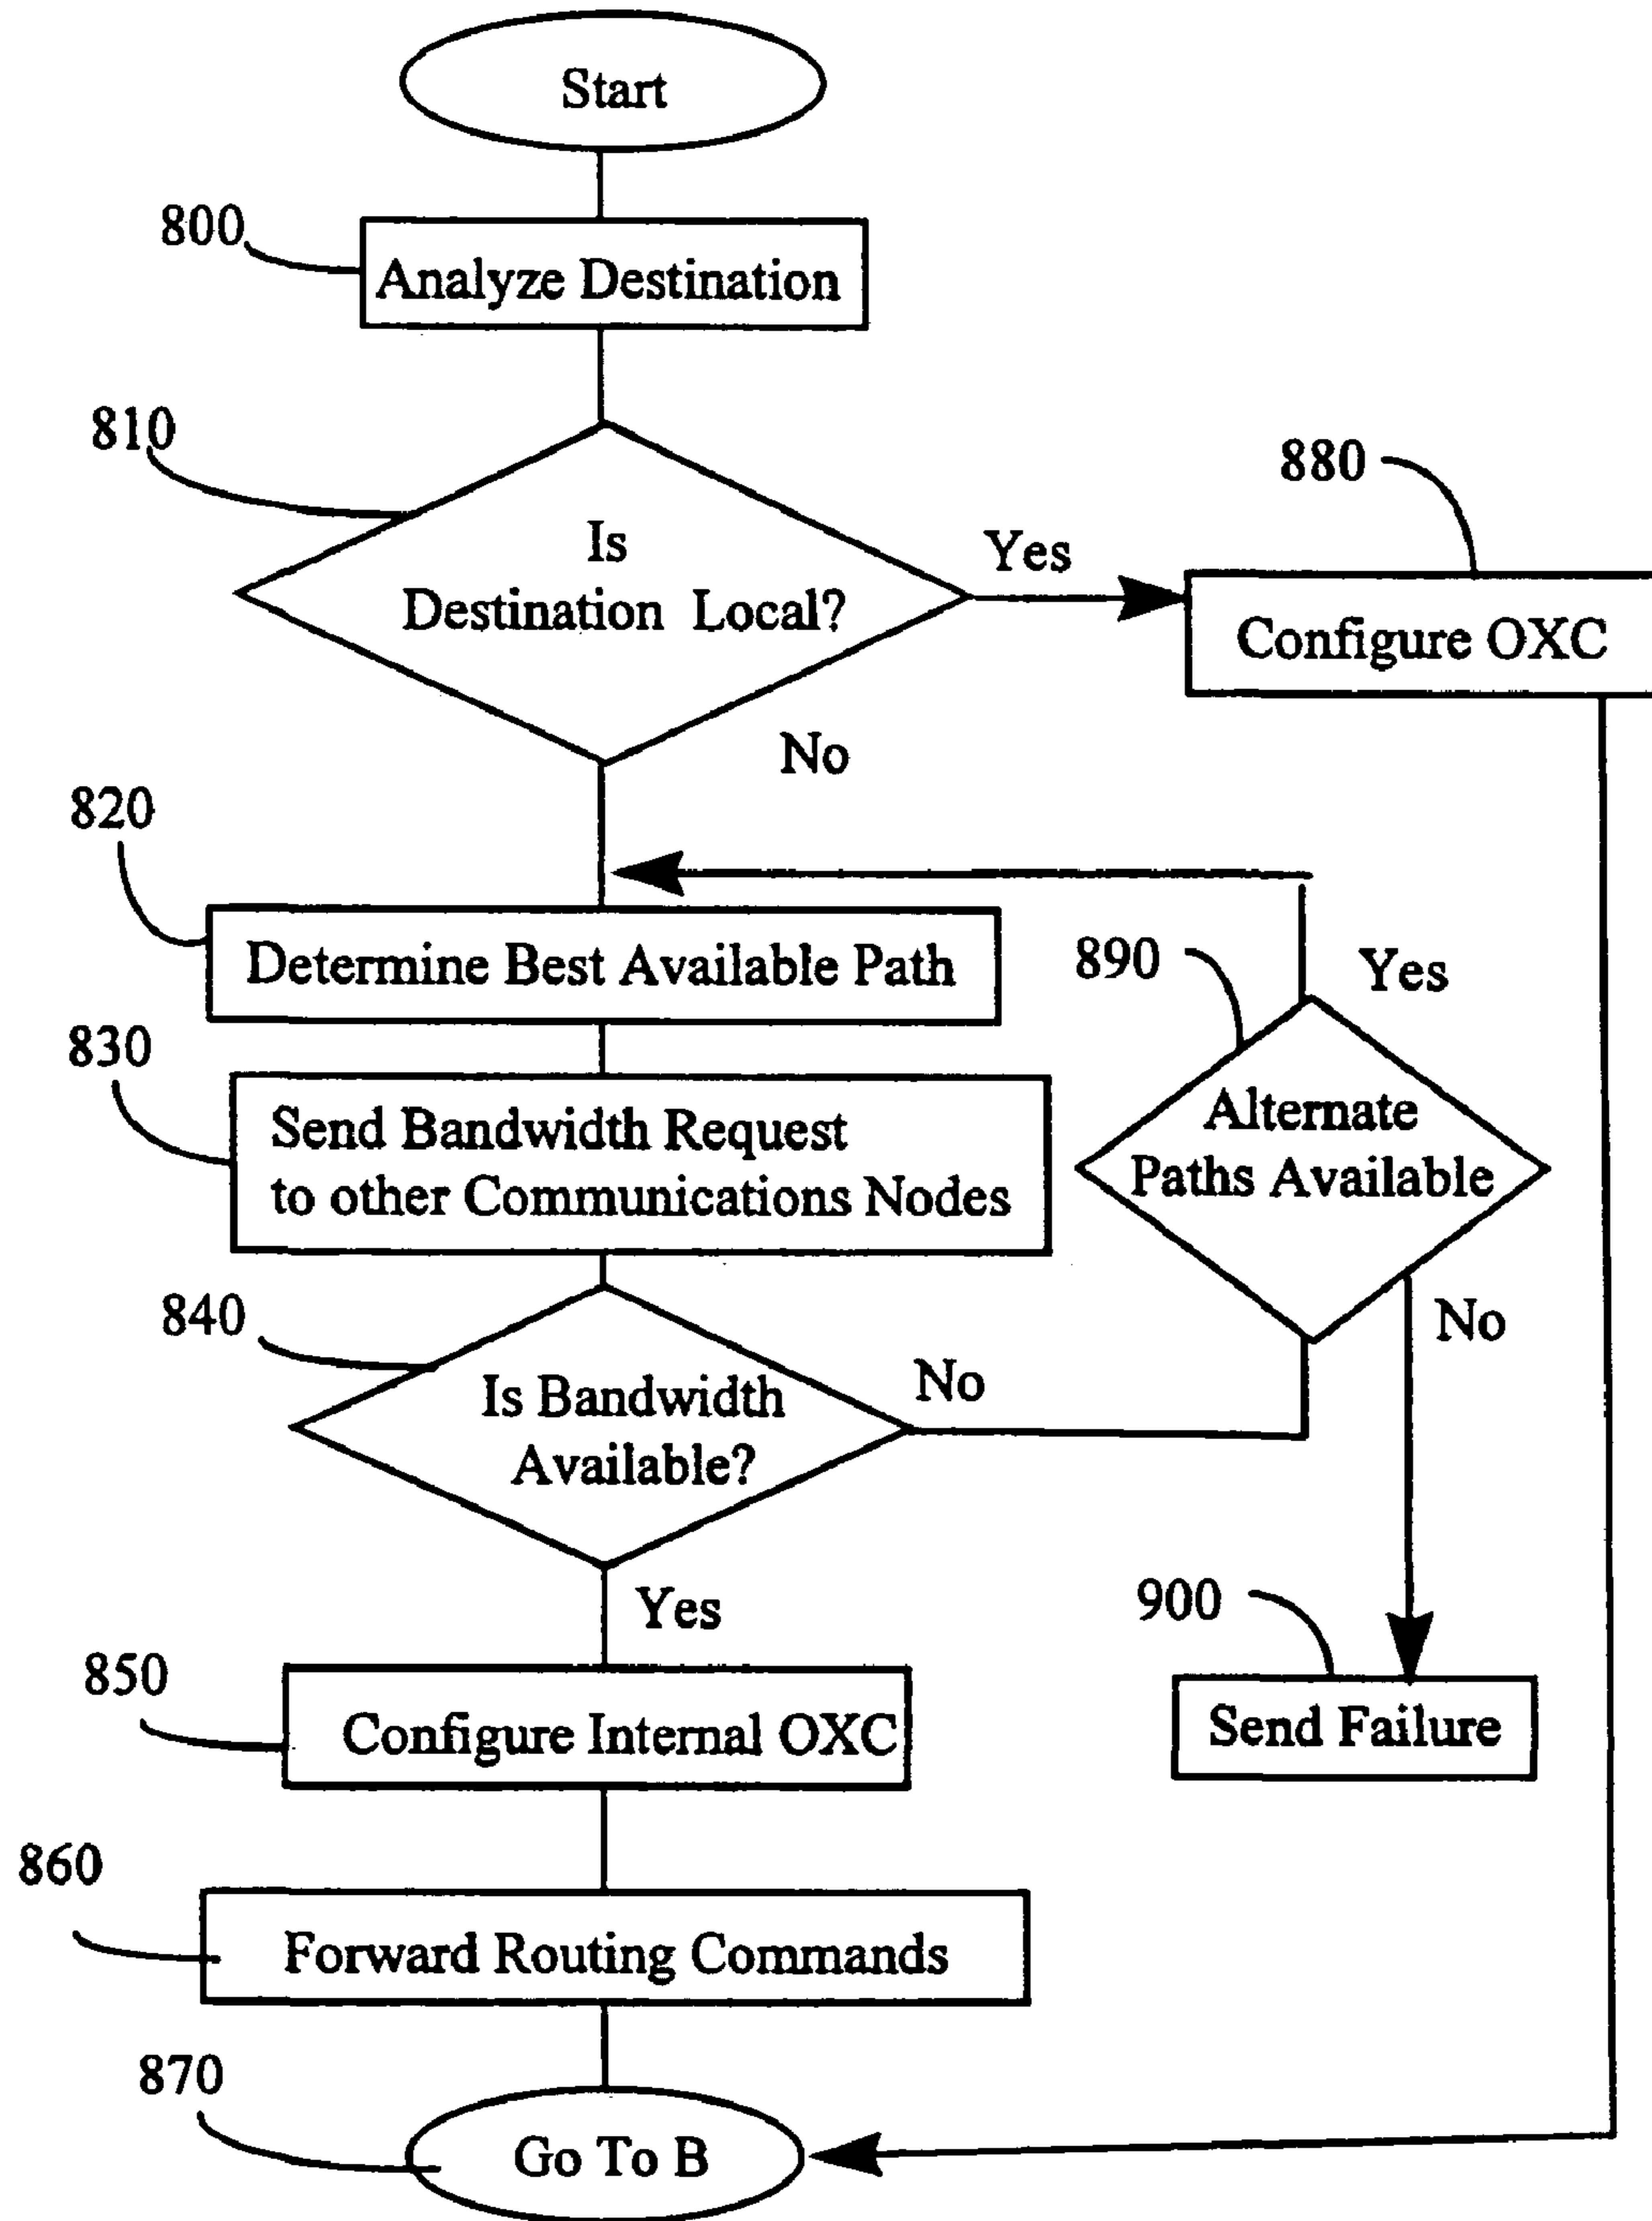 Start
800
Analyze Destination
810
Is
Destination Local?
Yes
880
Configure OXC
No
820
Determine Best Available Path
890
Yes
830
Send Bandwidth Request
to other Communications Nodes
Alternate
Paths Available
840
Is Bandwidth
Available?
No
No
Yes
900
850
Configure Internal OXC
Send Failure
860
Forward Routing Commands
870
Go To B